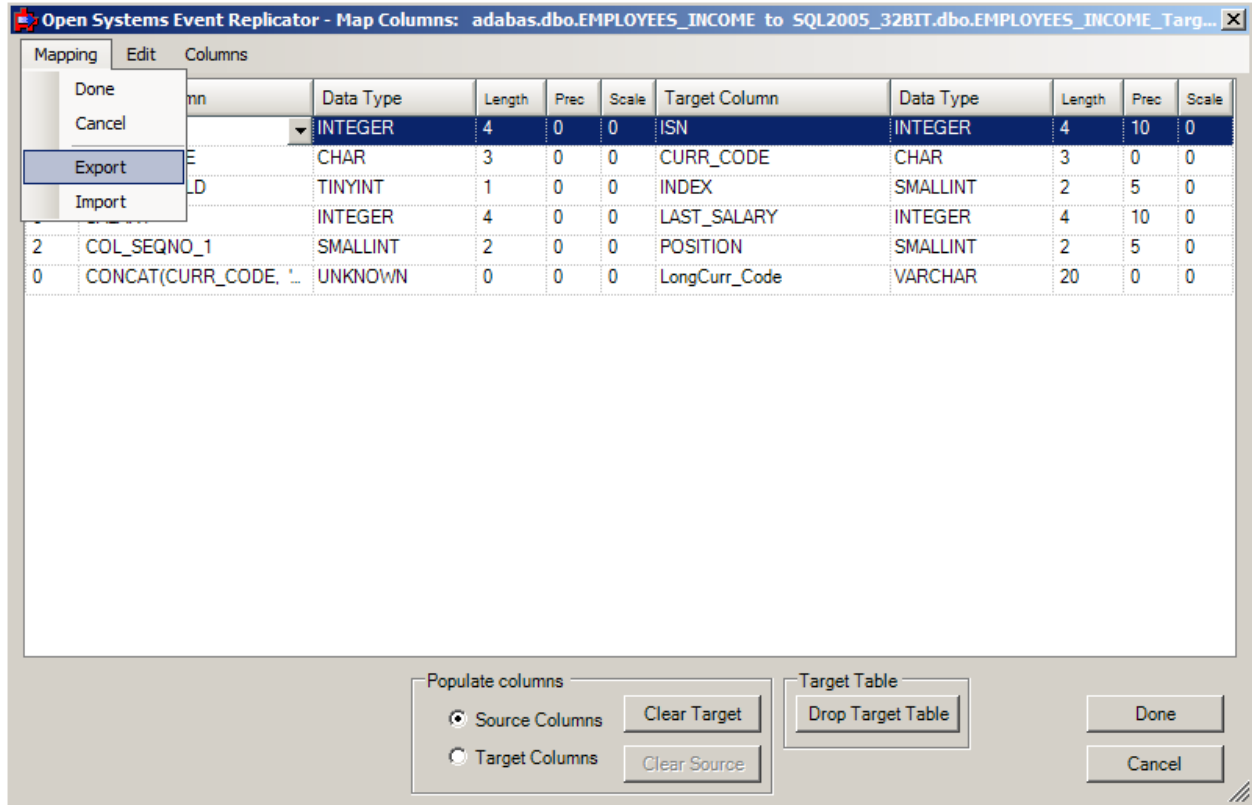 Open Systems Event Replicator - Map Columns: adabas.dbo.EMPLOYEES_INCOME to SQL2005_32BIT.dbo.EMPLOYEES_INCOME_Targ...
Mapping Edit Columns
Done
Cancel
Export
Import
mn Data Type Length Prec Scale Target Column Data Type Length Prec Scale
INTEGER 4 0 0 ISN INTEGER 4 10 0
E CHAR 3 0 0 CURR_CODE CHAR 3 0 0
LD TINYINT 1 0 0 INDEX SMALLINT 2 5 0
INTEGER 4 0 0 LAST_SALARY INTEGER 4 10 0
2 COL_SEQNO_1 SMALLINT 2 0 0 POSITION SMALLINT 2 5 0
0 CONCAT(CURR_CODE, '... UNKNOWN 0 0 0 LongCurr_Code VARCHAR 20 0 0
Populate columns
Source Columns
Clear Target
Target Columns
Clear Source
Target Table
Drop Target Table
Done
Cancel